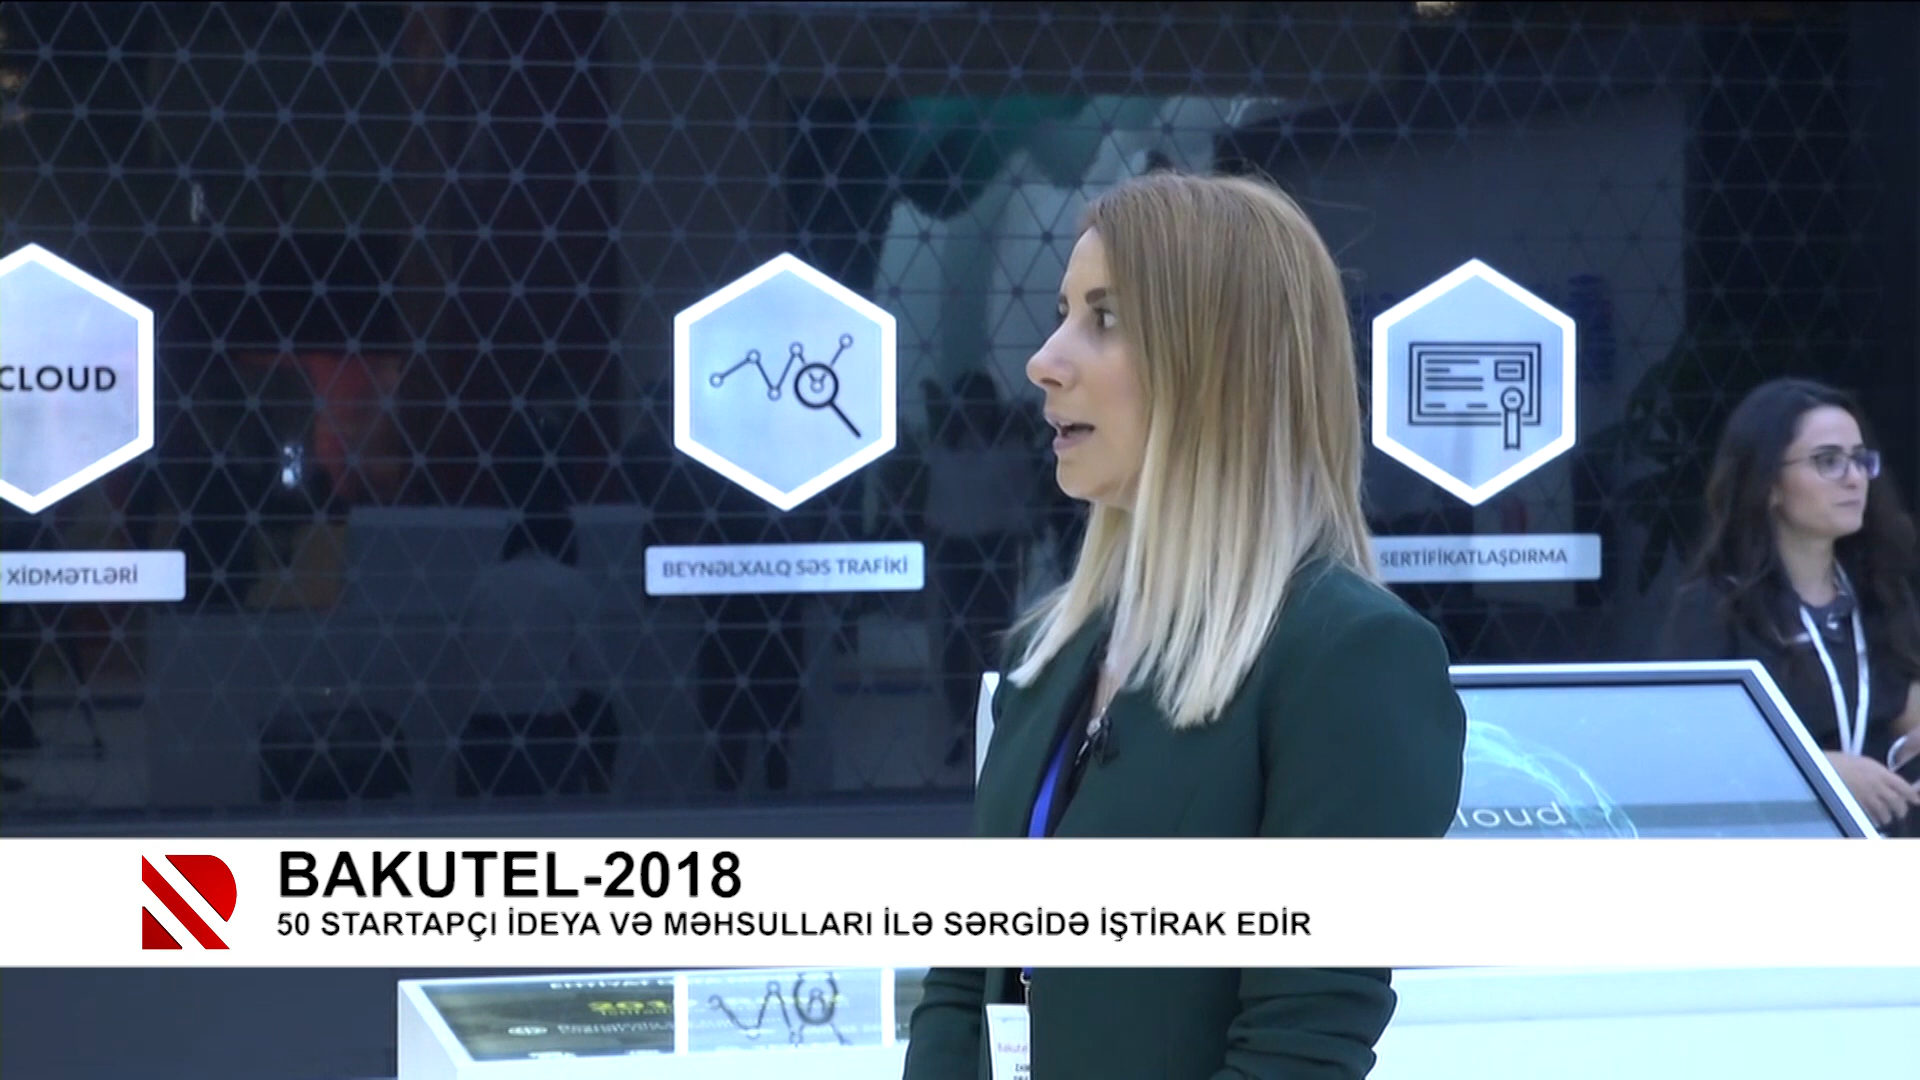 CLOUD
XİDMƏTLƏRİ
BEYNƏLXALQ SƏS TRAFİKİ
SERTİFİKATLAŞDIRMA
loud
BAKUTEL-2018
50 STARTAPÇI İDEYA VƏ MƏHSULLARI İLƏ SƏRGİDƏ İŞTİRAK EDİR